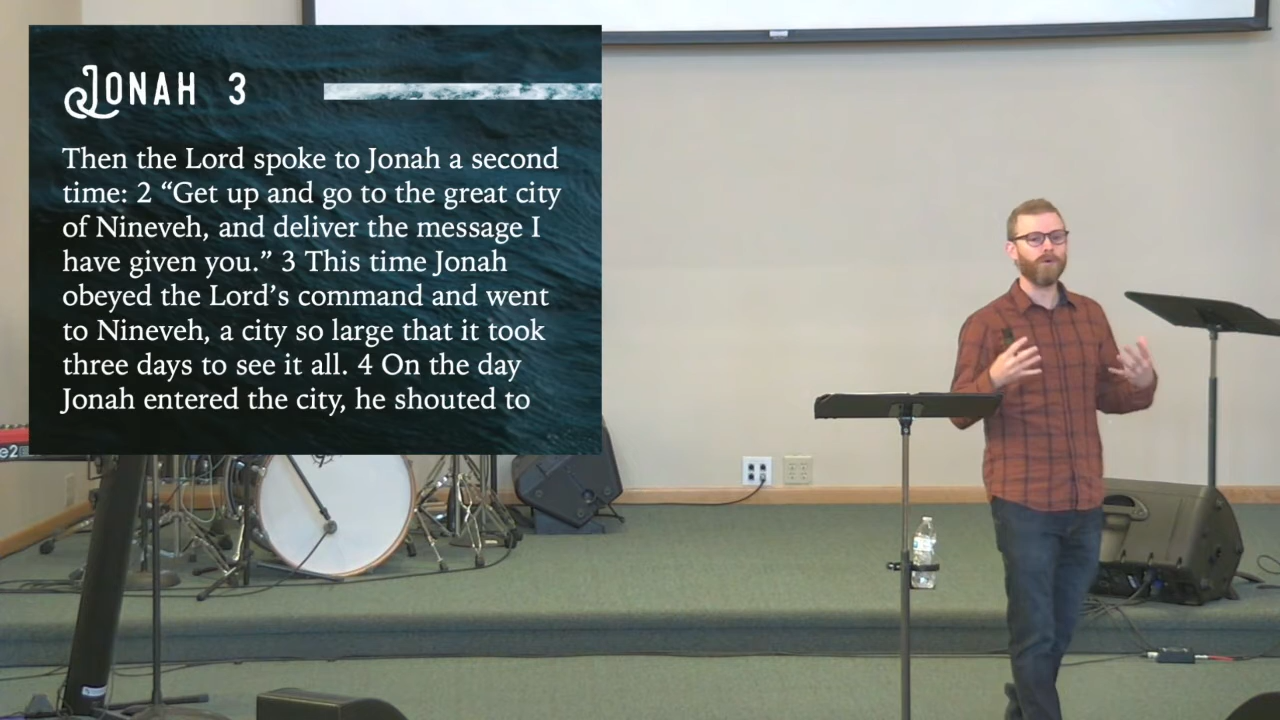 Jonah 3
Then the Lord spoke to Jonah a second
time: 2 “Get up and go to the great city
of Nineveh, and deliver the message I
have given you.” 3 This time Jonah
obeyed the Lord’s command and went
to Nineveh, a city so large that it took
three days to see it all. 4 On the day
Jonah entered the city, he shouted to
e2